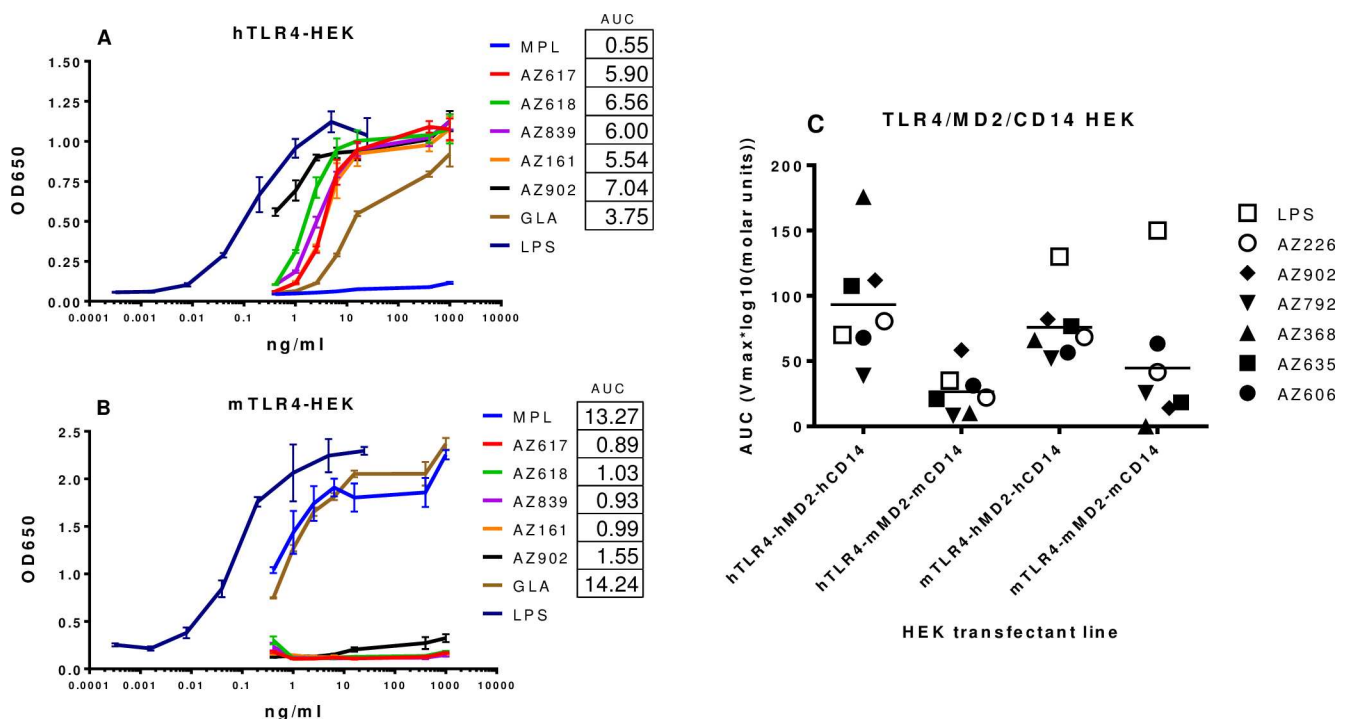 A
hTLR4-HEK
AUC
MPL 0.55
AZ617 5.90
AZ618 6.56
AZ839 6.00
AZ161 5.54
AZ902 7.04
GLA 3.75
LPS
OD650
1.50
1.25
1.00
0.75
0.50
0.25
0.00
0.0001 0.001 0.01 0.1 1 10 100 1000 10000
ng/ml
B
mTLR4-HEK
AUC
MPL 13.27
AZ617 0.89
AZ618 1.03
AZ839 0.93
AZ161 0.99
AZ902 1.55
GLA 14.24
LPS
OD650
2.5
2.0
1.5
1.0
0.5
0.0
0.0001 0.001 0.01 0.1 1 10 100 1000 10000
ng/ml
C
TLR4/MD2/CD14 HEK
AUC (Vmax*log10(molar units))
200
150
100
50
0
hTLR4-hMD2-hCD14
hTLR4-mMD2-mCD14
mTLR4-hMD2-hCD14
mTLR4-mMD2-mCD14
HEK transfectant line
LPS
AZ226
AZ902
AZ792
AZ368
AZ635
AZ606